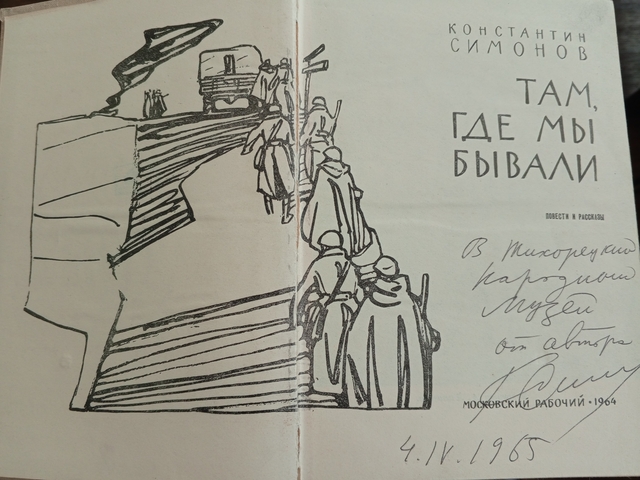 КОНСТАНТИН
СИМОНОВ
ТАМ,
ГДЕ МЫ
БЫВАЛИ
ПОВЕСТИ И РАССКАЗЫ
В Тихорецкий
Народный
Музей
от автора
МОСКОВСКИЙ РАБОЧИЙ • 1964
4.IV.1965